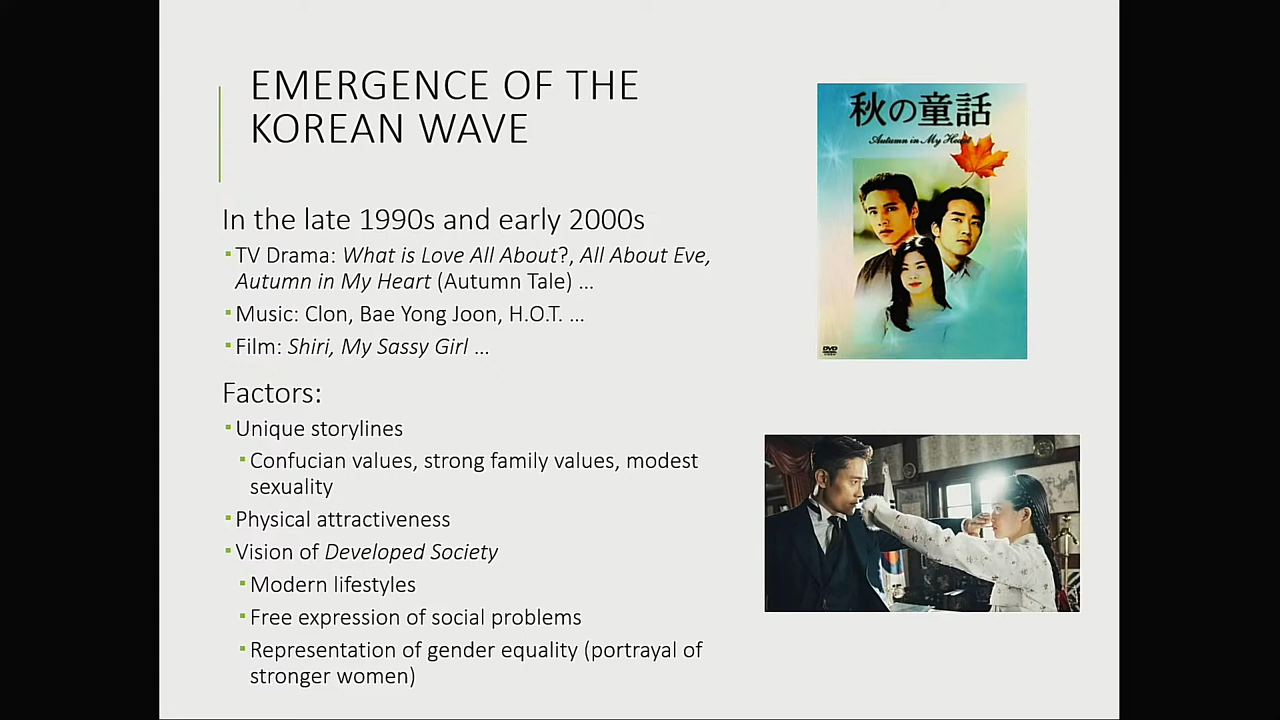 EMERGENCE OF THE
KOREAN WAVE
In the late 1990s and early 2000s
TV Drama: What is Love All About?, All About Eve,
Autumn in My Heart (Autumn Tale) ...
Music: Clon, Bae Yong Joon, H.O.T. ...
Film: Shiri, My Sassy Girl ...
Factors:
Unique storylines
Confucian values, strong family values, modest
sexuality
Physical attractiveness
Vision of Developed Society
Modern lifestyles
Free expression of social problems
Representation of gender equality (portrayal of
stronger women)
秋の童話
Autumn in My Heart
DVD